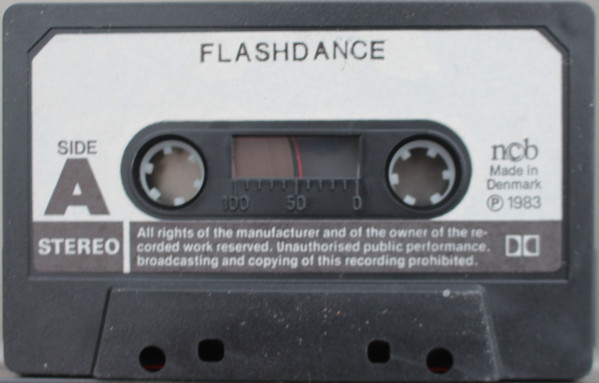 FLASHDANCE
SIDE
A
ncb
Made in
Denmark
Ⓟ 1983
100 50 0
STEREO
All rights of the manufacturer and of the owner of the re-
corded work reserved. Unauthorised public performance,
broadcasting and copying of this recording prohibited.